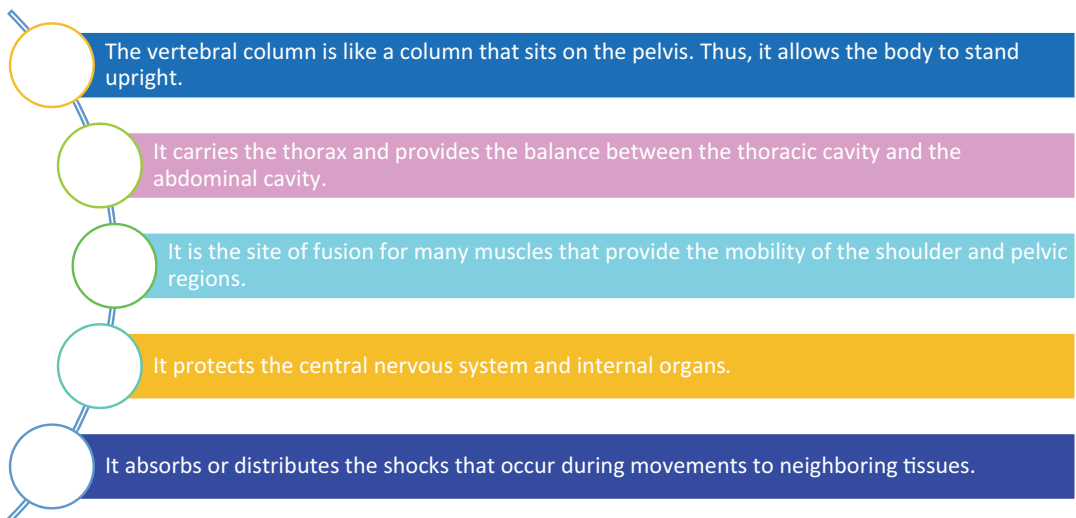 The vertebral column is like a column that sits on the pelvis. Thus, it allows the body to stand
upright.
It carries the thorax and provides the balance between the thoracic cavity and the
abdominal cavity.
It is the site of fusion for many muscles that provide the mobility of the shoulder and pelvic
regions.
It protects the central nervous system and internal organs.
It absorbs or distributes the shocks that occur during movements to neighboring tissues.